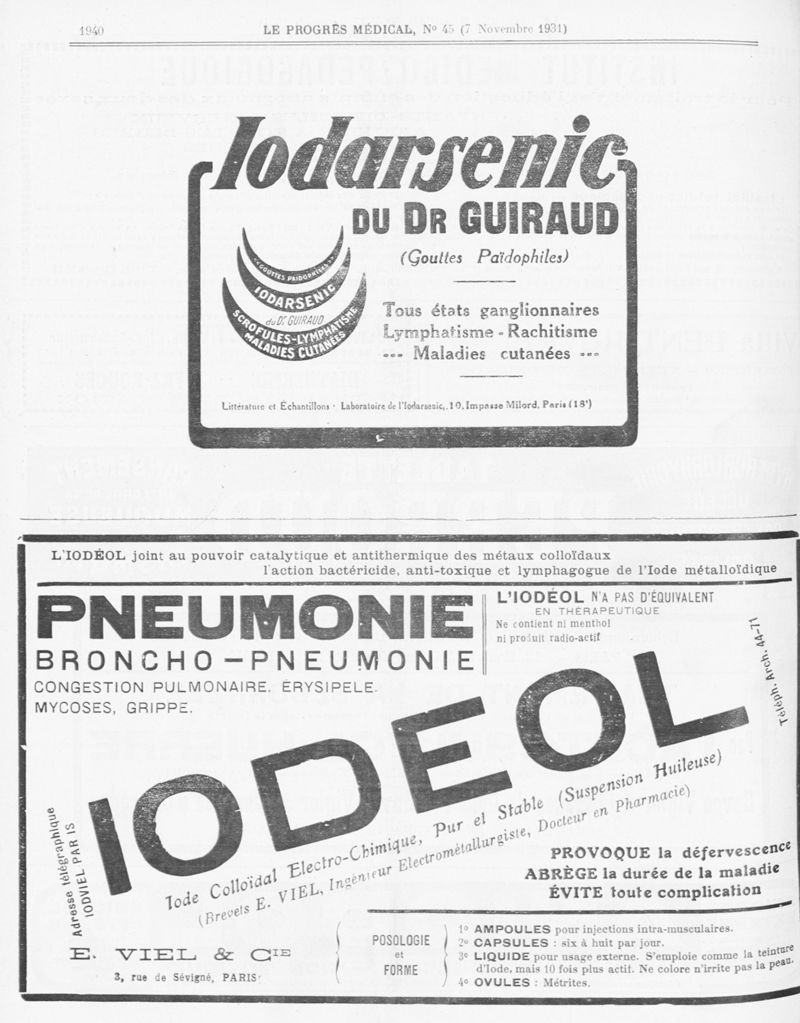 1940
LE PROGRÈS MÉDICAL, No 45 (7 Novembre 1931)
Iodarsenic
DU DR GUIRAUD
(Gouttes Païdophiles)
GOUTTES PAÏDOPHILES
IODARSENIC
du Dr. GUIRAUD
SCROFULES-LYMPHATISME
MALADIES CUTANÉES
Tous états ganglionnaires
Lymphatisme - Rachitisme
--- Maladies cutanées ---
Littérature et Échantillons · Laboratoire de l'Iodarsenic, 10, Impasse Milord, Paris (18e)
L'IODÉOL joint au pouvoir catalytique et antithermique des métaux colloïdaux
l'action bactéricide, anti-toxique et lymphagogue de l'Iode métalloïdique
PNEUMONIE
BRONCHO-PNEUMONIE
CONGESTION PULMONAIRE. ÉRYSIPELE.
MYCOSES, GRIPPE.
L'IODÉOL N'A PAS D'ÉQUIVALENT
EN THÉRAPEUTIQUE
Ne contient ni menthol
ni produit radio-actif
Téléph. Arch. 44-71
IODEOL
Adresse télégraphique
IODVIEL PARIS
Iode Colloïdal Electro-Chimique, Pur et Stable (Suspension Huileuse)
(Brevets E. VIEL, Ingénieur Electrométallurgiste, Docteur en Pharmacie)
PROVOQUE la défervescence
ABRÈGE la durée de la maladie
ÉVITE toute complication
E. VIEL & CIE
3, rue de Sévigné, PARIS
POSOLOGIE
et
FORME
1o AMPOULES pour injections intra-musculaires.
2o CAPSULES : six à huit par jour.
3e LIQUIDE pour usage externe. S'emploie comme la teinture
d'Iode, mais 10 fois plus actif. Ne colore n'irrite pas la peau.
4o OVULES : Métrites.